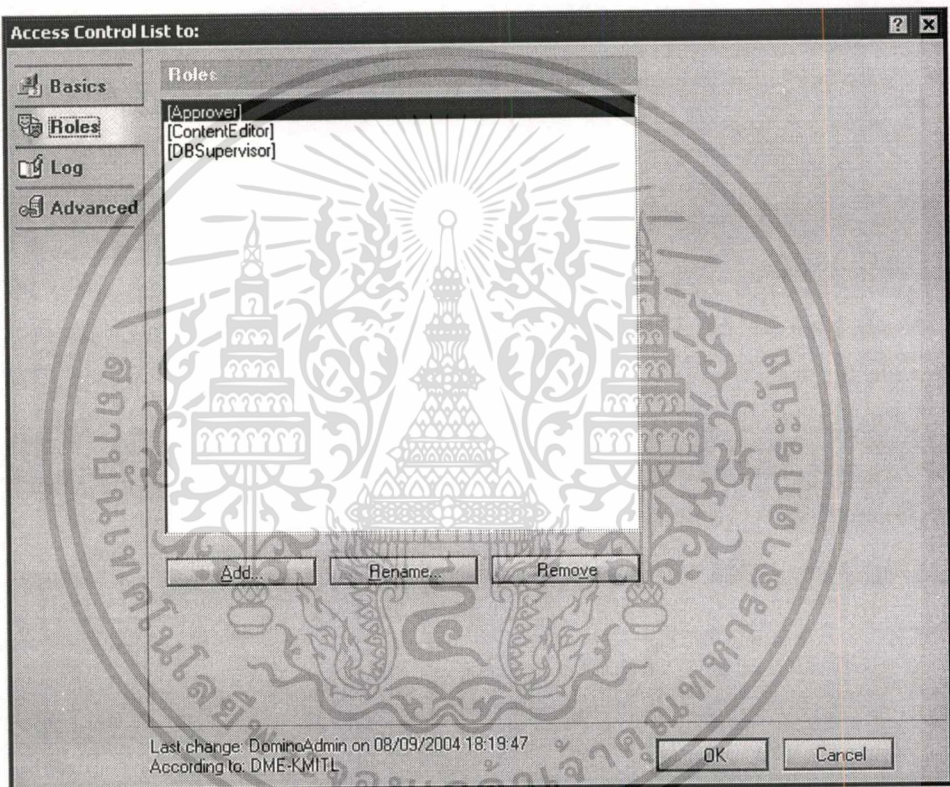 Access Control List to:
Basics
Roles
Log
Advanced
Roles
[Approver]
[ContentEditor]
[DBSupervisor]
Add...
Rename...
Remove
Last change: DominoAdmin on 08/09/2004 18:19:47
According to: DME-KMITL
OK
Cancel